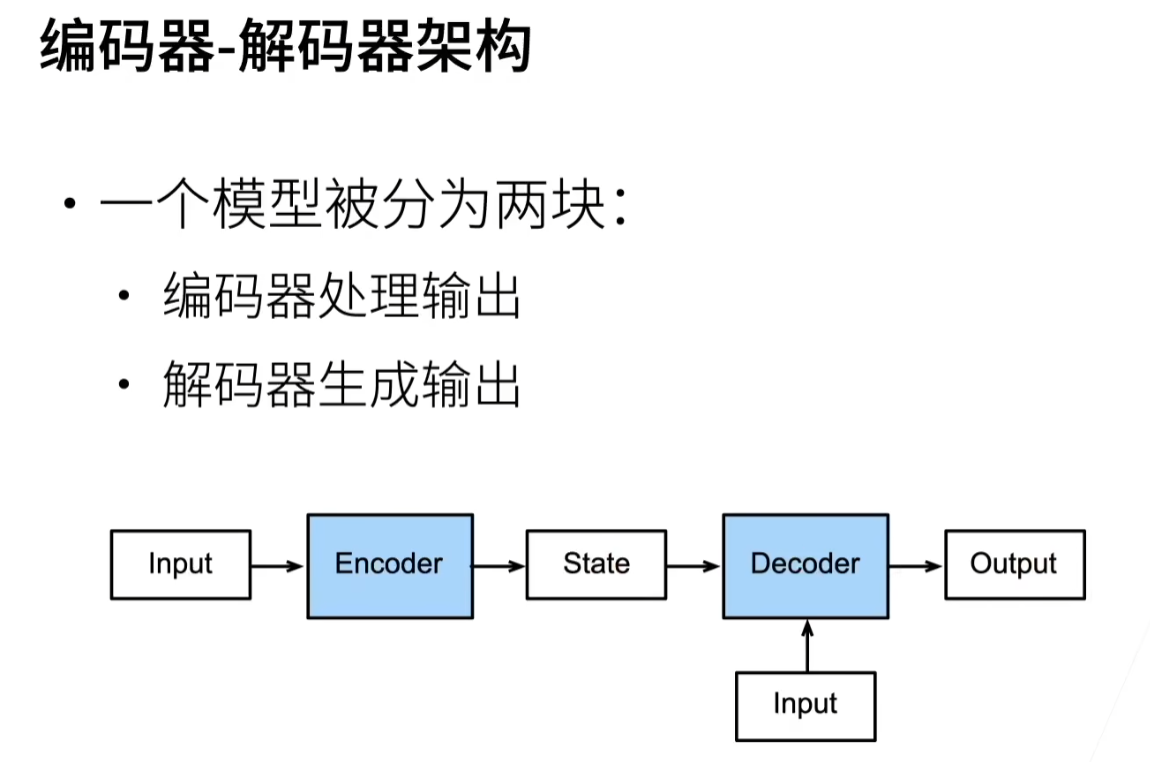 编码器-解码器架构
• 一个模型被分为两块：
• 编码器处理输出
• 解码器生成输出
Input
Encoder
State
Decoder
Output
Input